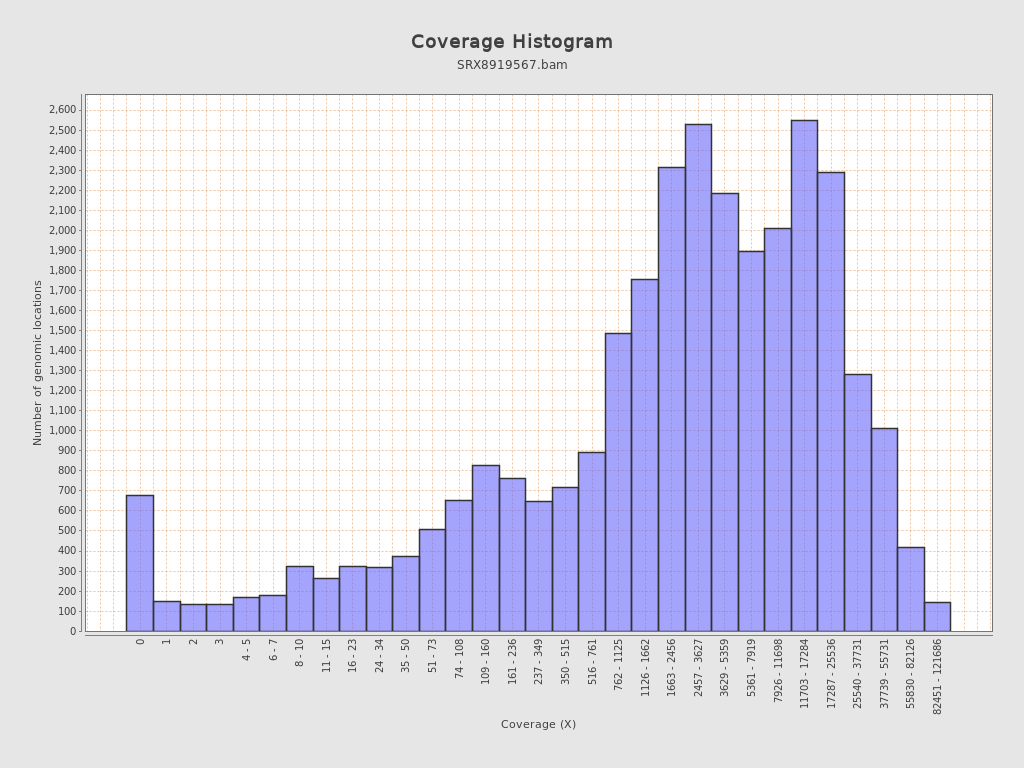 Coverage Histogram
SRX8919567.bam
Number of genomic locations
2,600
2,500
2,400
2,300
2,200
2,100
2,000
1,900
1,800
1,700
1,600
1,500
1,400
1,300
1,200
1,100
1,000
900
800
700
600
500
400
300
200
100
0
0
1
2
3
4 - 5
6 - 7
8 - 10
11 - 15
16 - 23
24 - 34
35 - 50
51 - 73
74 - 108
109 - 160
161 - 236
237 - 349
350 - 515
516 - 761
762 - 1125
1126 - 1662
1663 - 2456
2457 - 3627
3629 - 5359
5361 - 7919
7926 - 11698
11703 - 17284
17287 - 25536
25540 - 37731
37739 - 55731
55830 - 82126
82451 - 121686
Coverage (X)